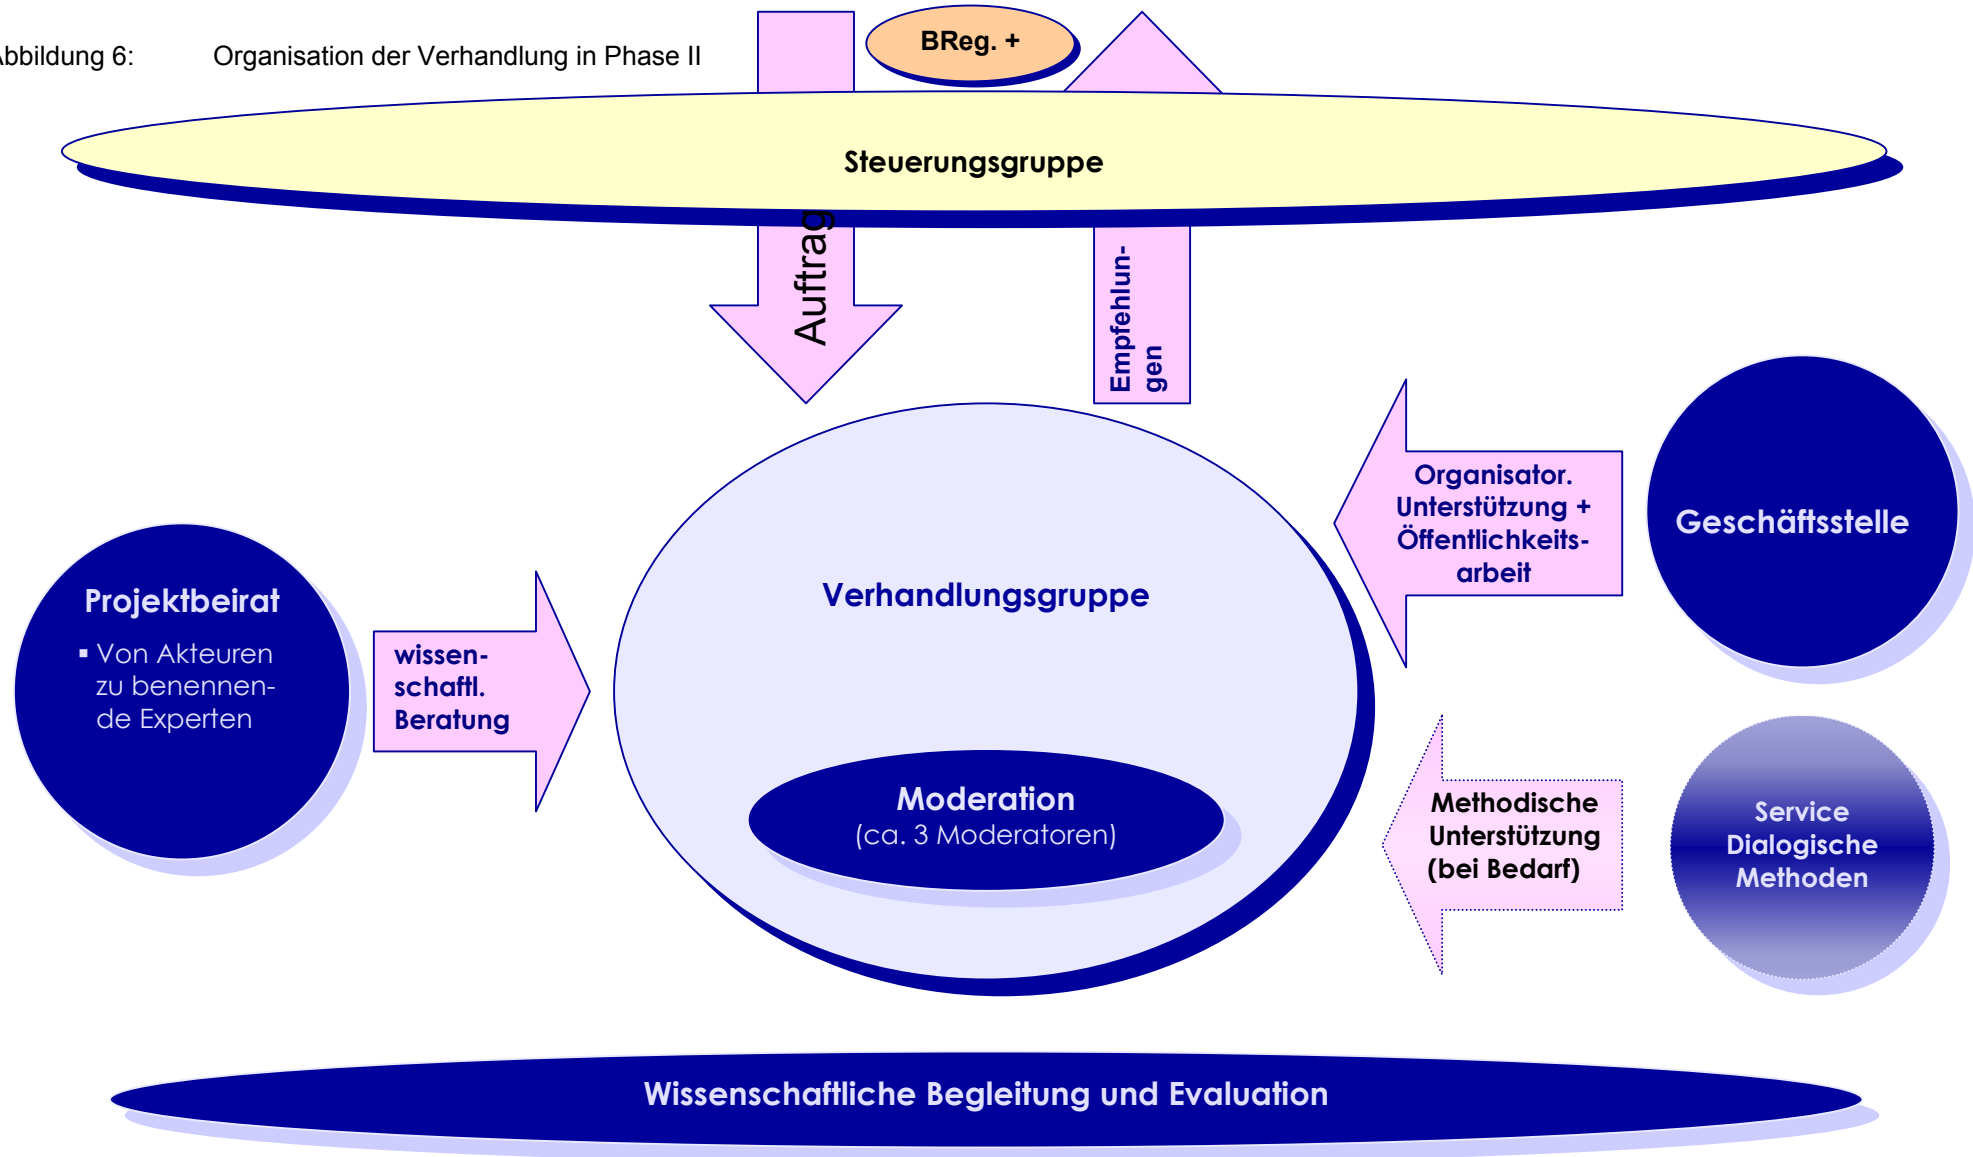 bbildung 6: Organisation der Verhandlung in Phase II
BReg. +
Steuerungsgruppe
Auftrag
Empfehlun-
gen
Organisator.
Unterstützung +
Öffentlichkeits-
arbeit
Geschäftsstelle
Projektbeirat
▪ Von Akteuren
zu benennen-
de Experten
wissen-
schaftl.
Beratung
Verhandlungsgruppe
Moderation
(ca. 3 Moderatoren)
Methodische
Unterstützung
(bei Bedarf)
Service
Dialogische
Methoden
Wissenschaftliche Begleitung und Evaluation